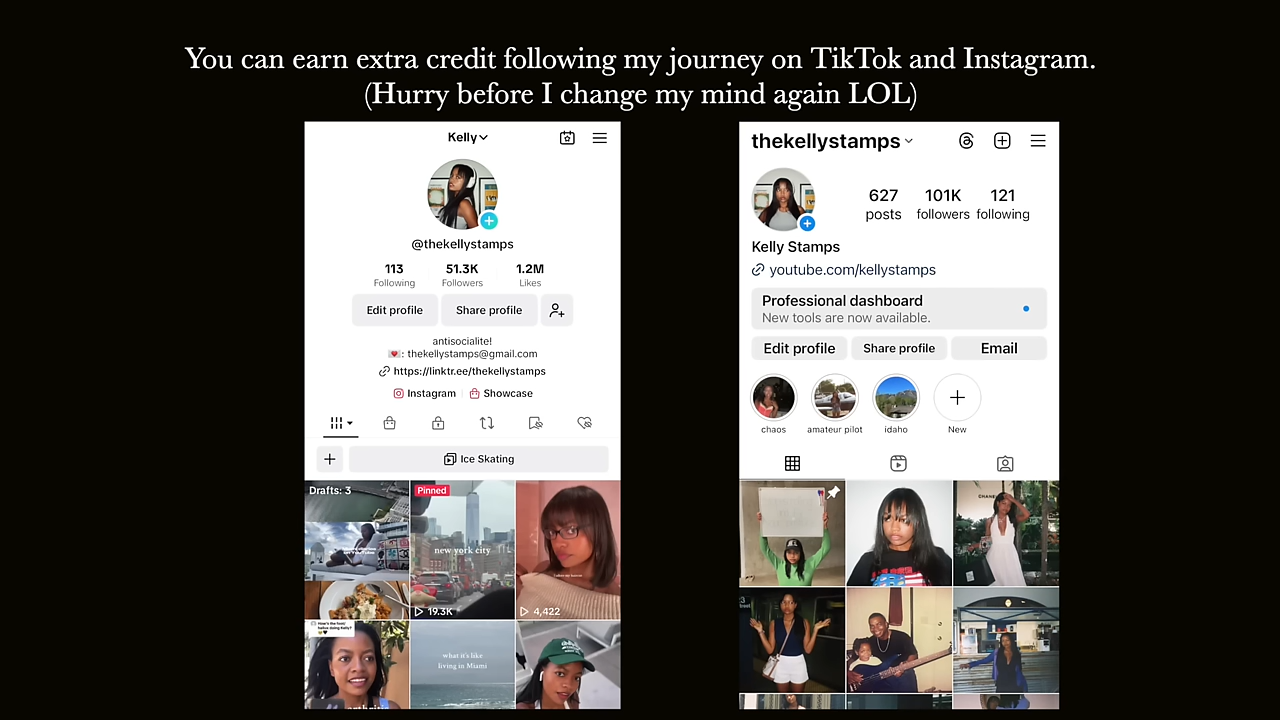 You can earn extra credit following my journey on TikTok and Instagram.
(Hurry before I change my mind again LOL)
Kelly
@thekellystamps
113 51.3K 1.2M
Following Followers Likes
Edit profile Share profile
antisocialite!
💌: thekellystamps@gmail.com
https://linktr.ee/thekellystamps
Instagram Showcase
Ice Skating
Drafts: 3
Pinned
new york city
19.3K
4,422
what it's like
living in Miami
thekellystamps
627 101K 121
posts followers following
Kelly Stamps
youtube.com/kellystamps
Professional dashboard
New tools are now available.
Edit profile Share profile Email
chaos amateur pilot idaho New
CHANEL